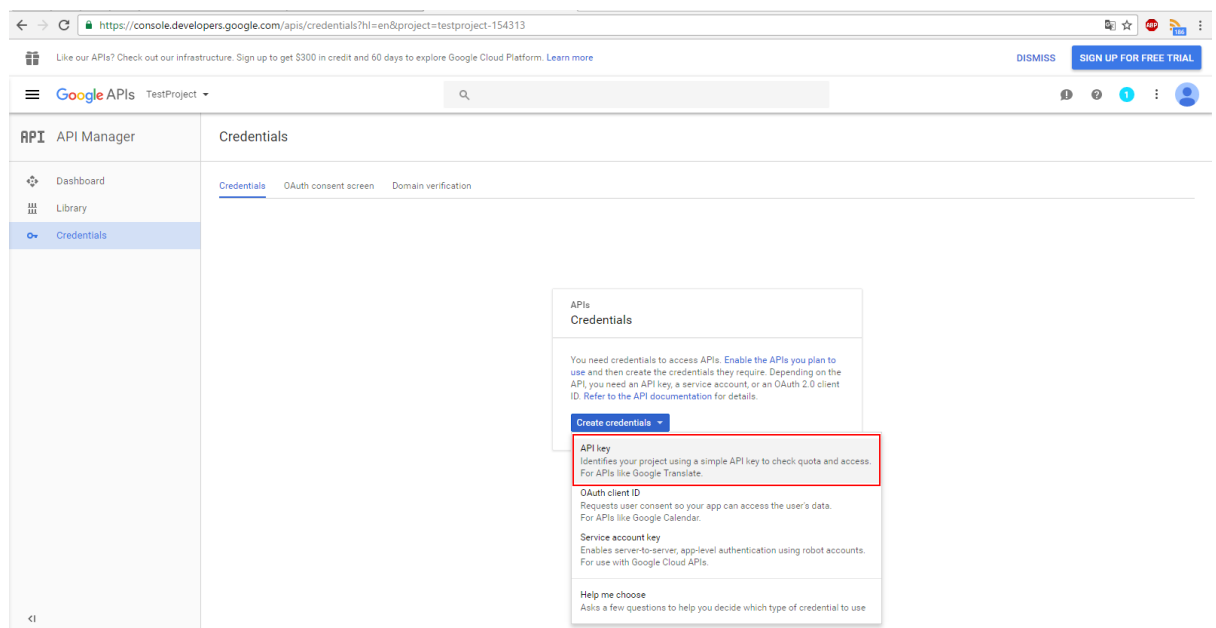 https://console.developers.google.com/apis/credentials?hl=en&project=testproject-154313
ABP
186
Like our APIs? Check out our infrastructure. Sign up to get $300 in credit and 60 days to explore Google Cloud Platform. Learn more
DISMISS
SIGN UP FOR FREE TRIAL
Google APIs
TestProject
1
API API Manager
Credentials
Dashboard
Library
Credentials
Credentials
OAuth consent screen
Domain verification
APIs
Credentials
You need credentials to access APIs. Enable the APIs you plan to
use and then create the credentials they require. Depending on the
API, you need an API key, a service account, or an OAuth 2.0 client
ID. Refer to the API documentation for details.
Create credentials
API key
Identifies your project using a simple API key to check quota and access.
For APIs like Google Translate.
OAuth client ID
Requests user consent so your app can access the user's data.
For APIs like Google Calendar.
Service account key
Enables server-to-server, app-level authentication using robot accounts.
For use with Google Cloud APIs.
Help me choose
Asks a few questions to help you decide which type of credential to use